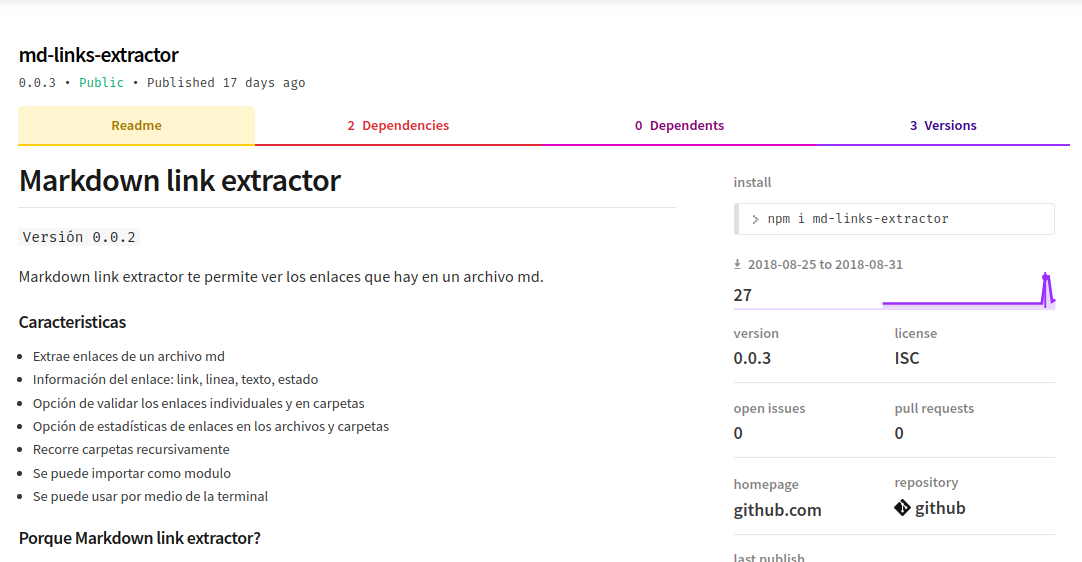 md-links-extractor
0.0.3 • Public • Published 17 days ago
Readme
2 Dependencies
0 Dependents
3 Versions
Markdown link extractor
Versión 0.0.2
Markdown link extractor te permite ver los enlaces que hay en un archivo md.
Caracteristicas
• Extrae enlaces de un archivo md
• Información del enlace: link, linea, texto, estado
• Opción de validar los enlaces individuales y en carpetas
• Opción de estadísticas de enlaces en los archivos y carpetas
• Recorre carpetas recursivamente
• Se puede importar como modulo
• Se puede usar por medio de la terminal
Porque Markdown link extractor?
install
> npm i md-links-extractor
2018-08-25 to 2018-08-31
27
version
0.0.3
license
ISC
open issues
0
pull requests
0
homepage
github.com
repository
github
last publish